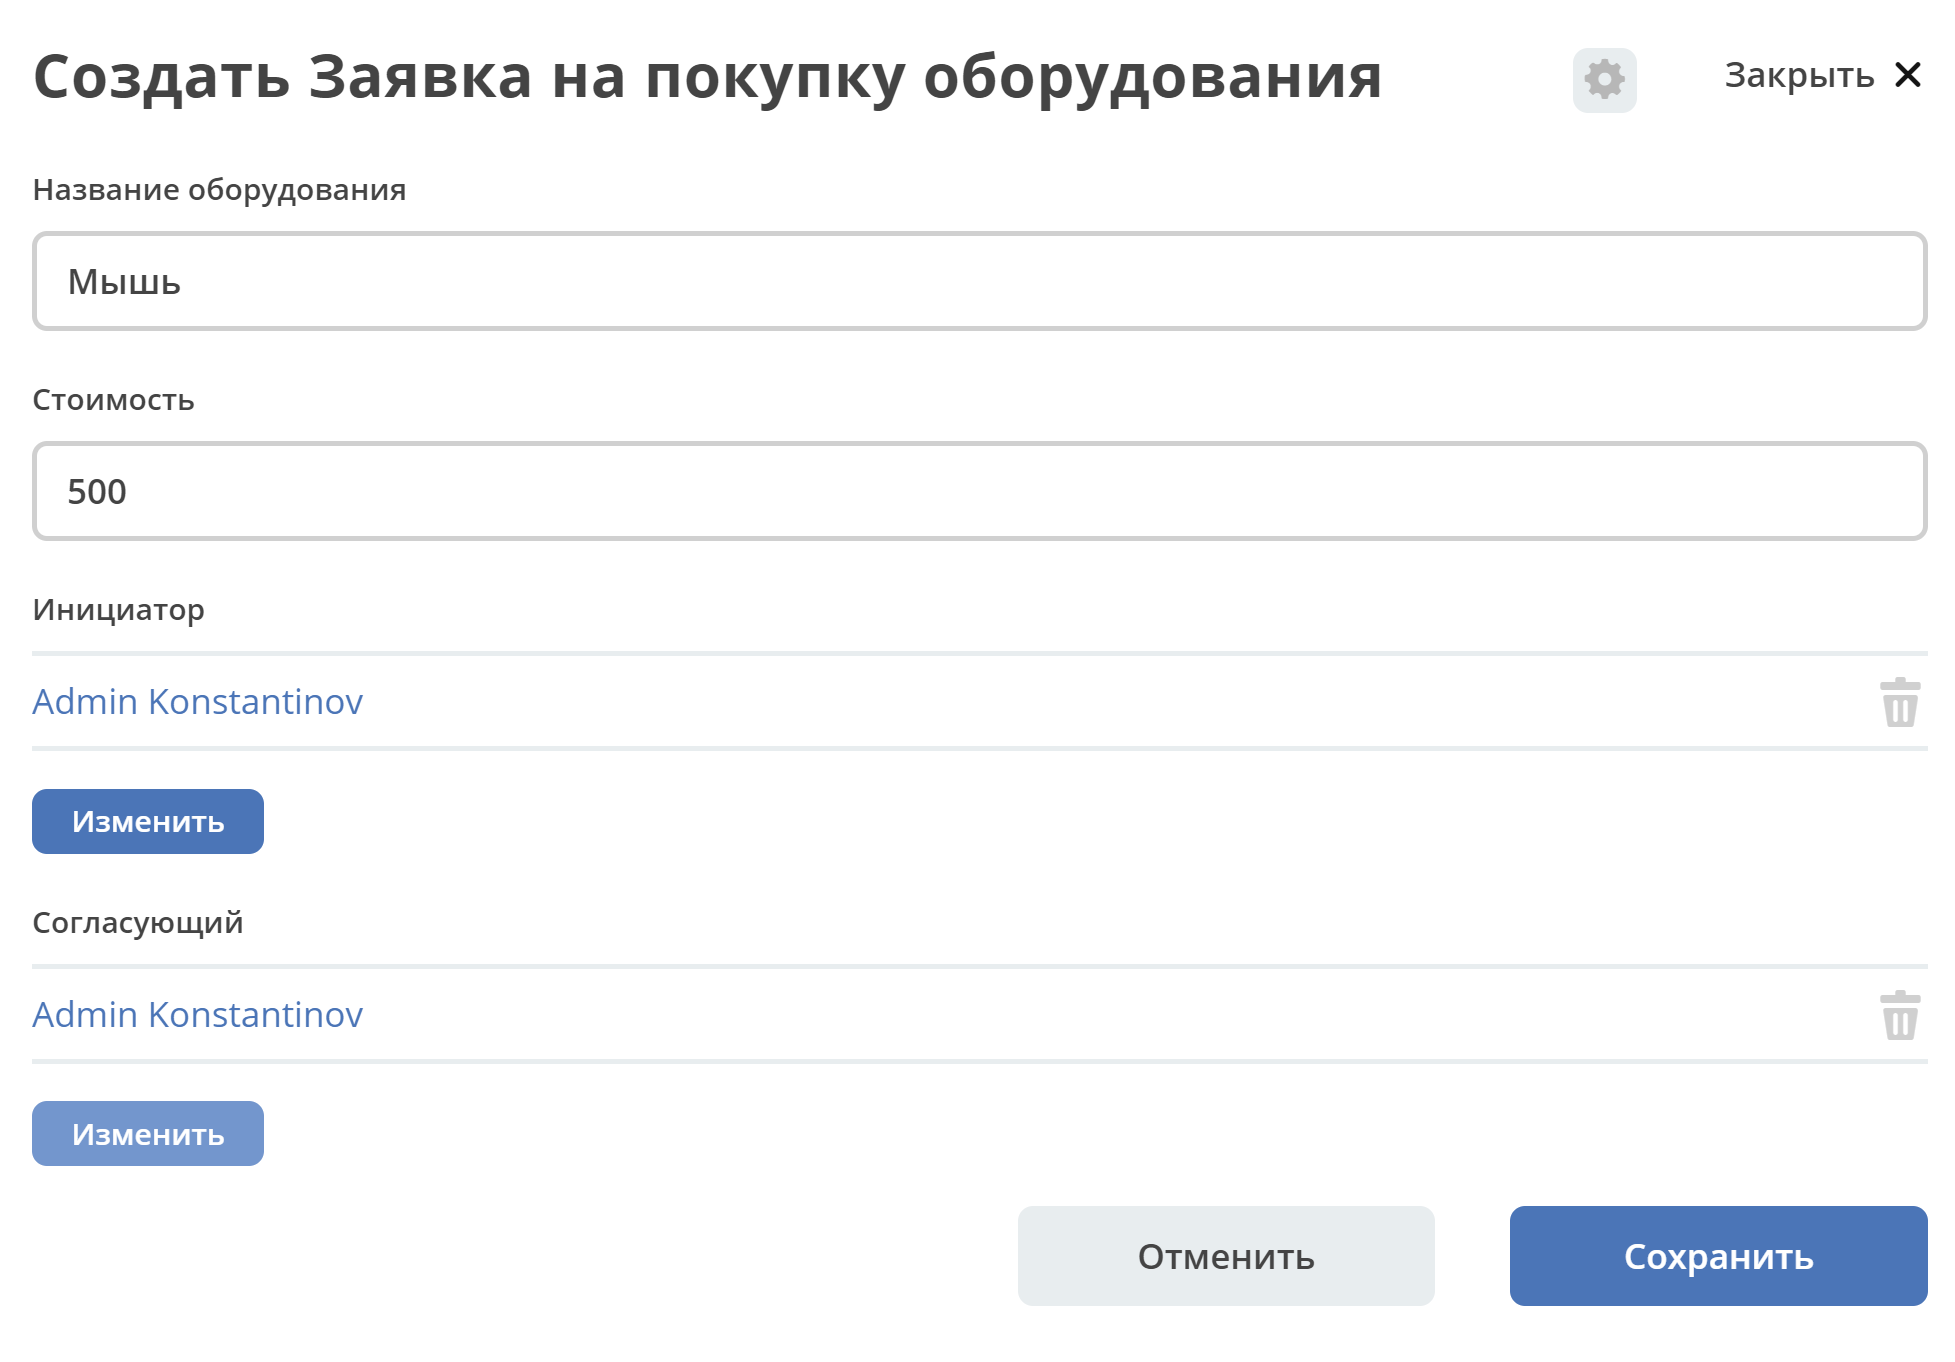 Создать Заявка на покупку оборудования
Закрыть
Название оборудования
Мышь
Стоимость
500
Инициатор
Admin Konstantinov
Изменить
Согласующий
Admin Konstantinov
Изменить
Отменить
Сохранить